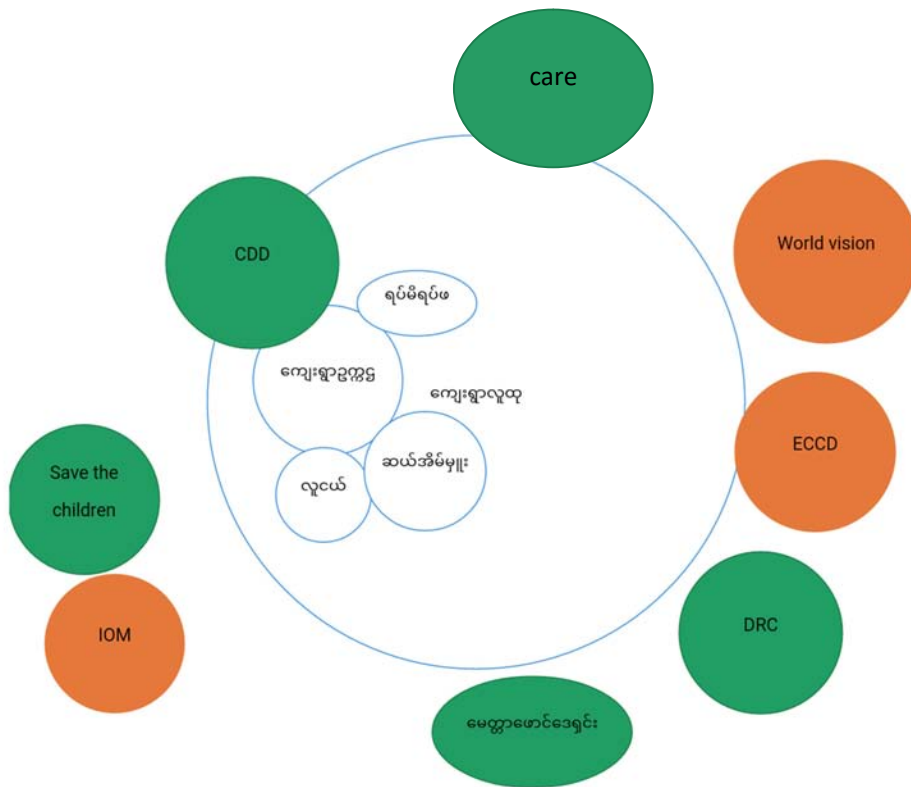 care
World vision
CDD
ရပ်မိရပ်ဖ
ကျေးရွာဥက္ကဌ
ကျေးရွာလူထု
ECCD
ဆယ်အိမ်မှူး
Save the
children
လူငယ်
DRC
IOM
မေတ္တာဖောင်ဒေးရှင်း